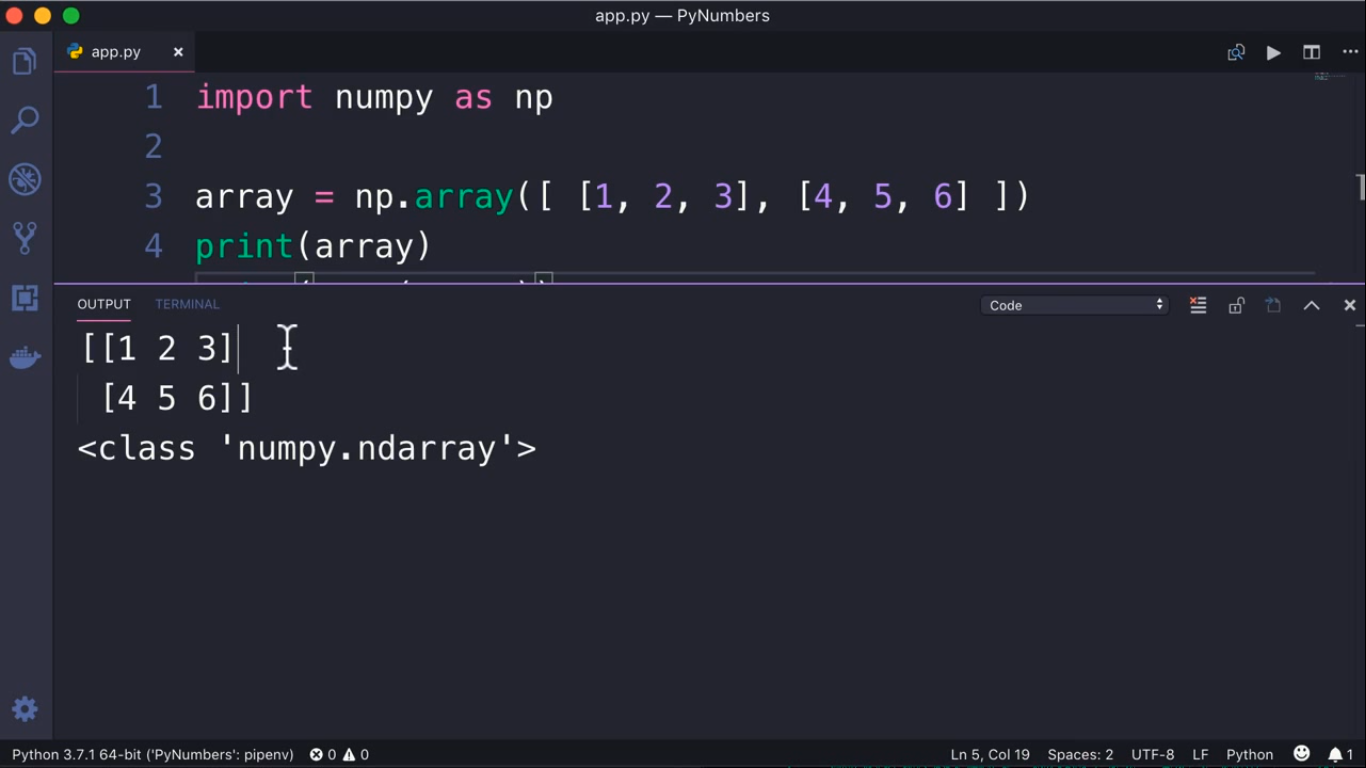 app.py — PyNumbers
app.py
1 import numpy as np
2
3 array = np.array([ [1, 2, 3], [4, 5, 6] ])
4 print(array)
OUTPUT TERMINAL
Code
[[1 2 3]
[4 5 6]]
<class 'numpy.ndarray'>
Python 3.7.1 64-bit ('PyNumbers': pipenv) 0 0
Ln 5, Col 19 Spaces: 2 UTF-8 LF Python 1